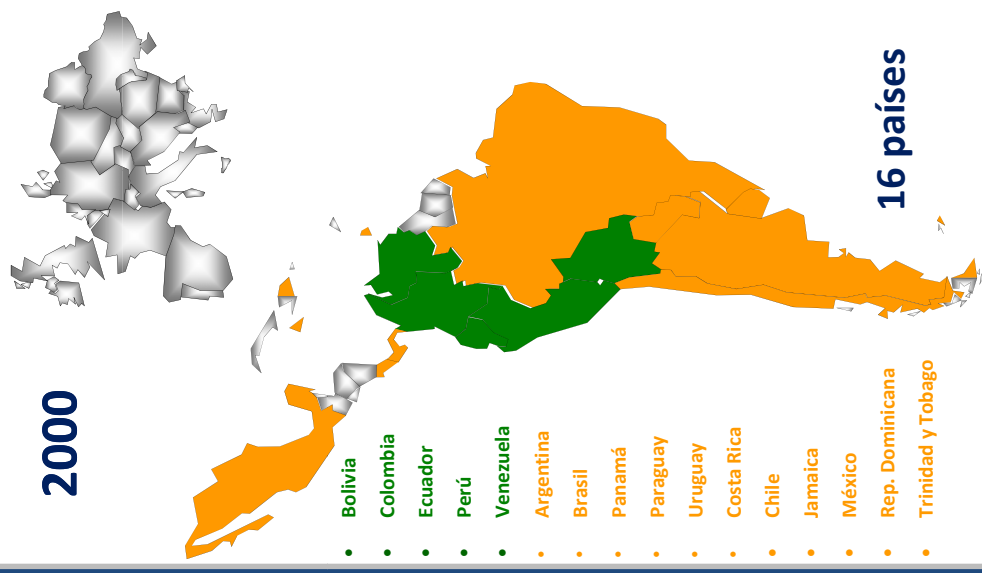 2000
16 países
• Bolivia
• Colombia
• Ecuador
• Perú
• Venezuela
• Argentina
• Brasil
• Panamá
• Paraguay
• Uruguay
• Costa Rica
• Chile
• Jamaica
• México
• Rep. Dominicana
• Trinidad y Tobago